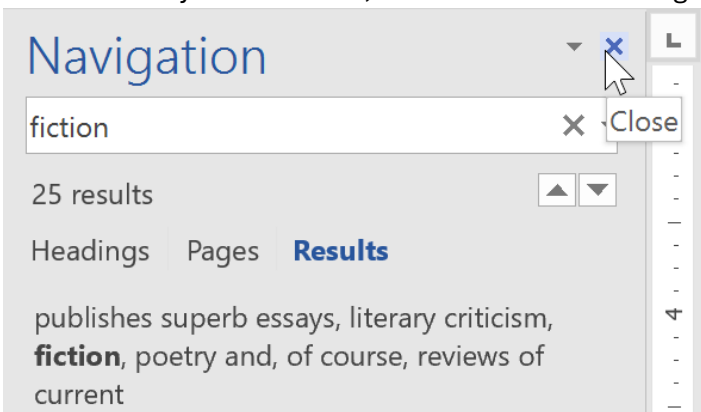 Navigation
fiction
Close
25 results
Headings Pages Results
publishes superb essays, literary criticism,
fiction, poetry and, of course, reviews of
current
4